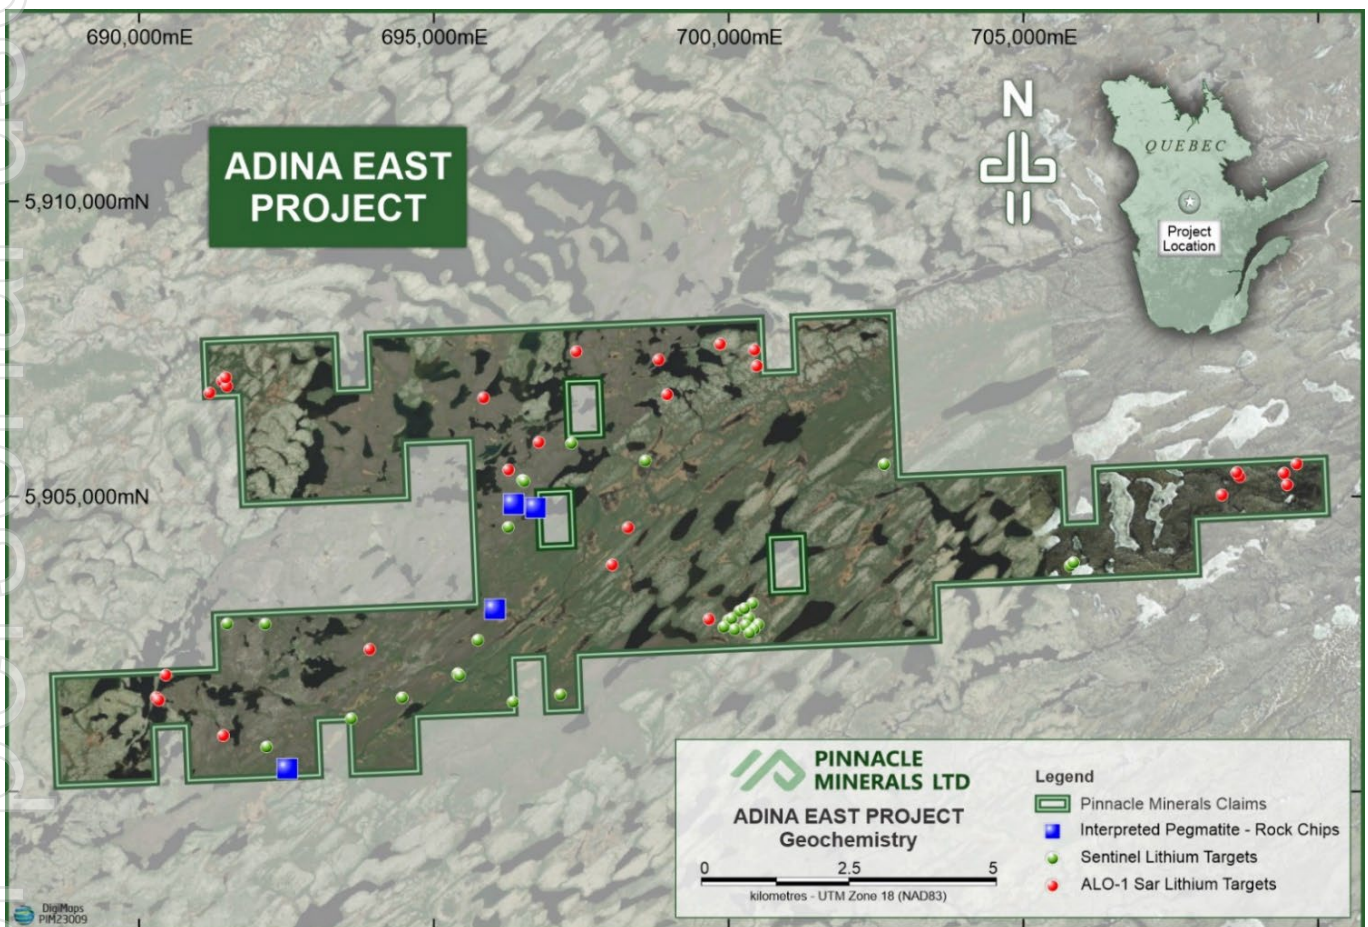 690,000mE
695,000mE
700,000mE
705,000mE
N
ADINA EAST
PROJECT
QUEBEC
5,910,000mN
Project
Location
5,905,000mN
PINNACLE
MINERALS LTD
ADINA EAST PROJECT
Geochemistry
0 2.5 5
kilometres - UTM Zone 18 (NAD83)
Legend
Pinnacle Minerals Claims
Interpreted Pegmatite - Rock Chips
Sentinel Lithium Targets
ALO-1 Sar Lithium Targets
DigiMaps
PIM23009